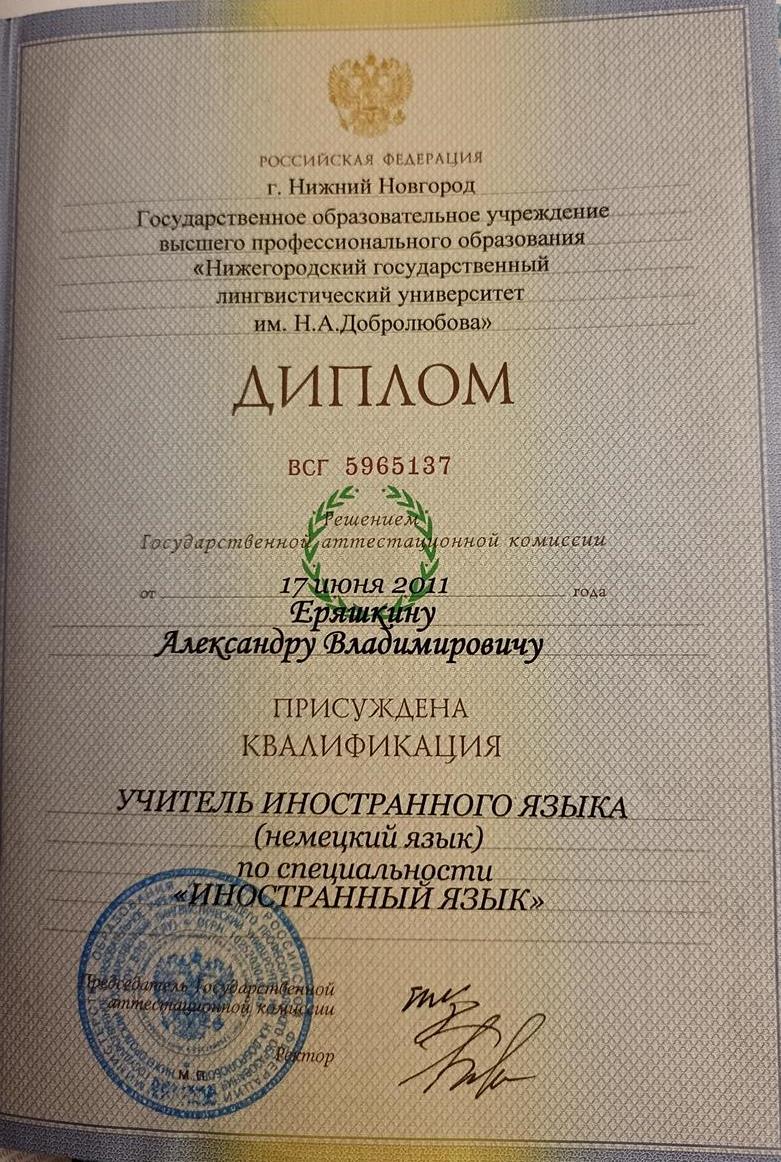 РОССИЙСКАЯ ФЕДЕРАЦИЯ
г. Нижний Новгород
Государственное образовательное учреждение
высшего профессионального образования
«Нижегородский государственный
лингвистический университет
им. Н.А.Добролюбова»
ДИПЛОМ
ВСГ 5965137
Решением
Государственной аттестационной комиссии
от 17 июня 2011 года
Еряшкину
Александру Владимировичу
ПРИСУЖДЕНА
КВАЛИФИКАЦИЯ
УЧИТЕЛЬ ИНОСТРАННОГО ЯЗЫКА
(немецкий язык)
по специальности
«ИНОСТРАННЫЙ ЯЗЫК»
Председатель Государственной
аттестационной комиссии
Ректор
М.П.